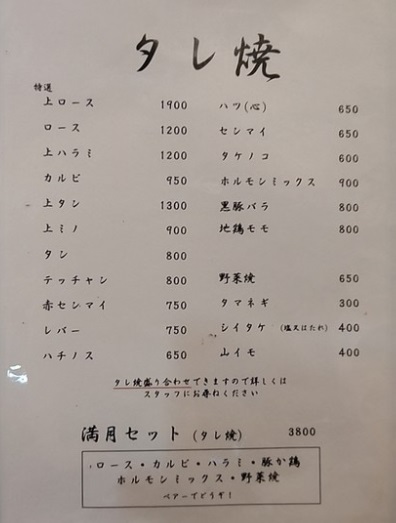 タレ焼
特選
上ロース 1900
ロース 1200
上ハラミ 1200
カルビ 950
上タン 1300
上ミノ 900
タン 800
テッチャン 800
赤センマイ 750
レバー 750
ハチノス 650
ハツ(心) 650
センマイ 650
タケノコ 600
ホルモンミックス 900
黒豚バラ 800
地鶏モモ 800
野菜焼 650
タマネギ 300
シイタケ (塩又はたれ) 400
山イモ 400
タレ焼盛り合わせできますので詳しくは
スタッフにお尋ねください
満月セット (タレ焼) 3800
ロース・カルビ・ハラミ・豚か鶏
ホルモンミックス・野菜焼
ペアーでどうぞ!